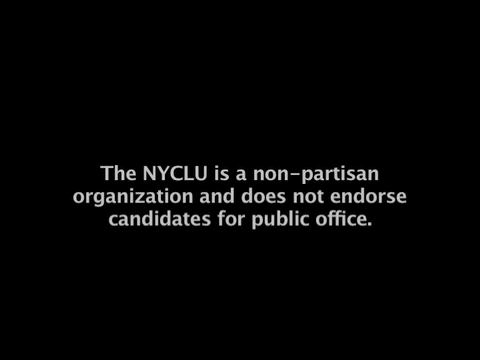 The NYCLU is a non-partisan
organization and does not endorse
candidates for public office.